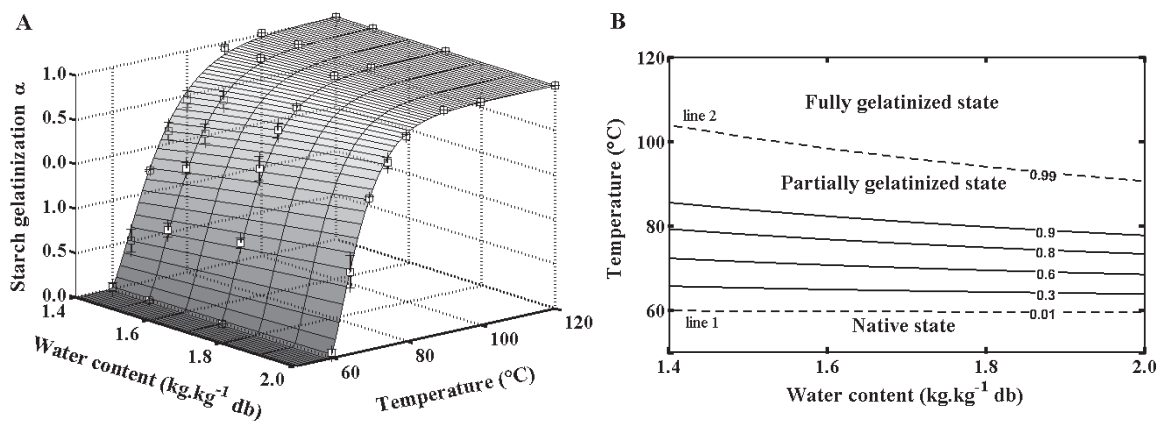 A
Starch gelatinization α
1.0
0.5
0.0
1.0
0.5
0.0
1.4
1.6
1.8
2.0
Water content (kg.kg⁻¹ db)
60
80
100
120
Temperature (°C)
B
Temperature (°C)
120
100
80
60
Fully gelatinized state
line 2
0.99
Partially gelatinized state
0.9
0.8
0.6
0.3
line 1
Native state
0.01
1.4
1.6
1.8
2.0
Water content (kg.kg⁻¹ db)